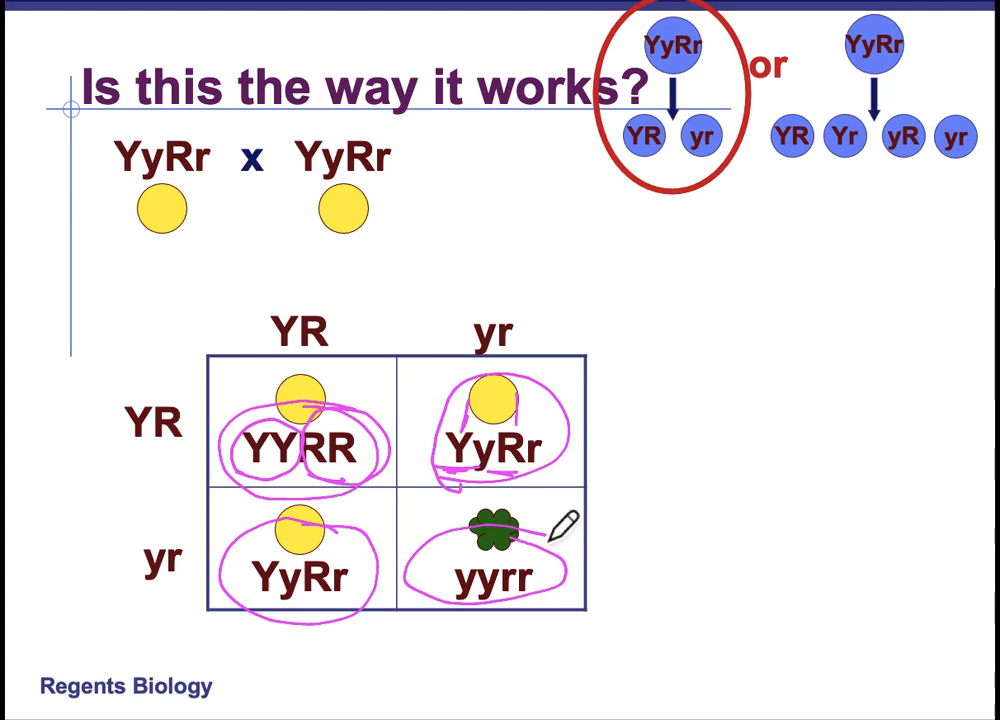 YyRr YyRr
Is this the way it works? or
YR yr YR Yr yR yr
YyRr x YyRr
YR yr
YR YYRR YyRr
yr YyRr yyrr
Regents Biology